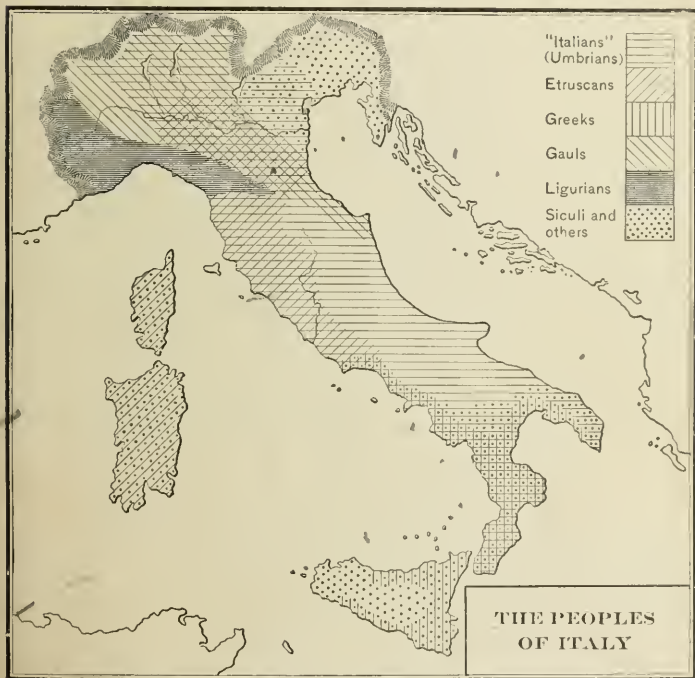 "Italians"
(Umbrians)
Etruscans
Greeks
Gauls
Ligurians
Siculi and
others
THE PEOPLES
OF ITALY